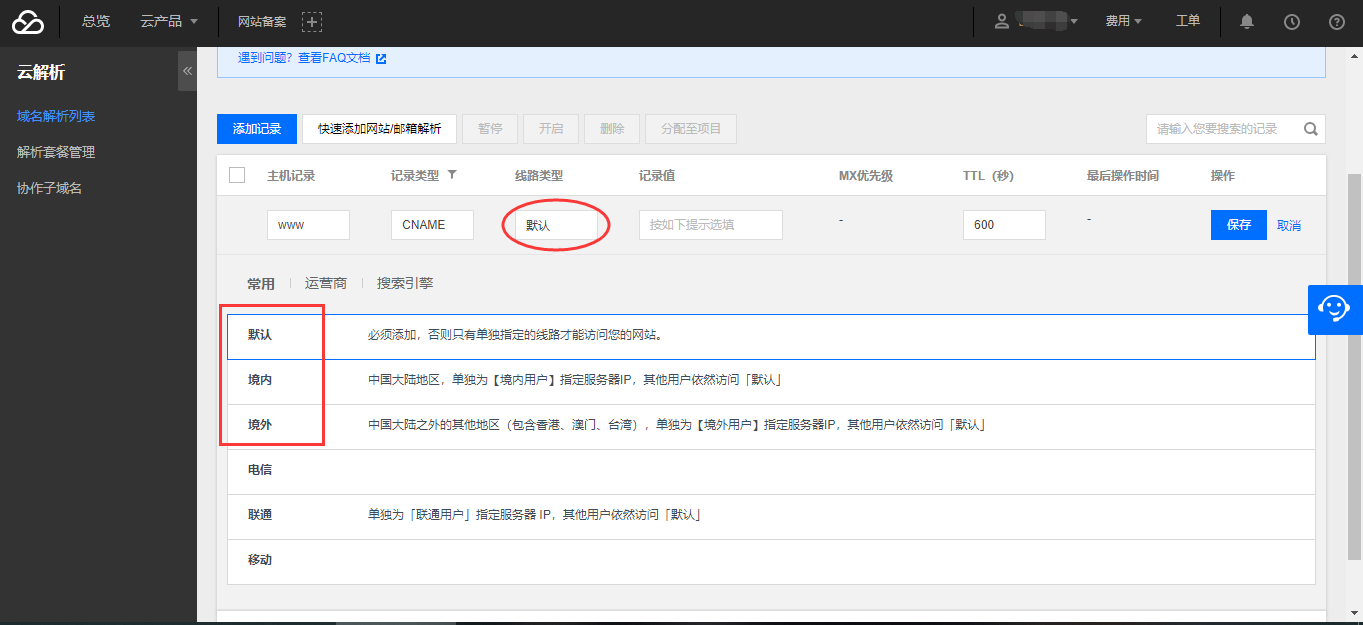 总览 云产品 网站备案 费用 工单
云解析
域名解析列表
解析套餐管理
协作子域名
遇到问题？查看FAQ文档
添加记录 快速添加网站/邮箱解析 暂停 开启 删除 分配至项目 请输入您要搜索的记录
主机记录 记录类型 线路类型 记录值 MX优先级 TTL（秒） 最后操作时间 操作
www CNAME 默认 按如下提示选填 - 600 - 保存 取消
常用 运营商 搜索引擎
默认 必须添加，否则只有单独指定的线路才能访问您的网站。
境内 中国大陆地区，单独为【境内用户】指定服务器IP，其他用户依然访问「默认」
境外 中国大陆之外的其他地区（包含香港、澳门、台湾），单独为【境外用户】指定服务器IP，其他用户依然访问「默认」
电信
联通 单独为「联通用户」指定服务器 IP，其他用户依然访问「默认」
移动